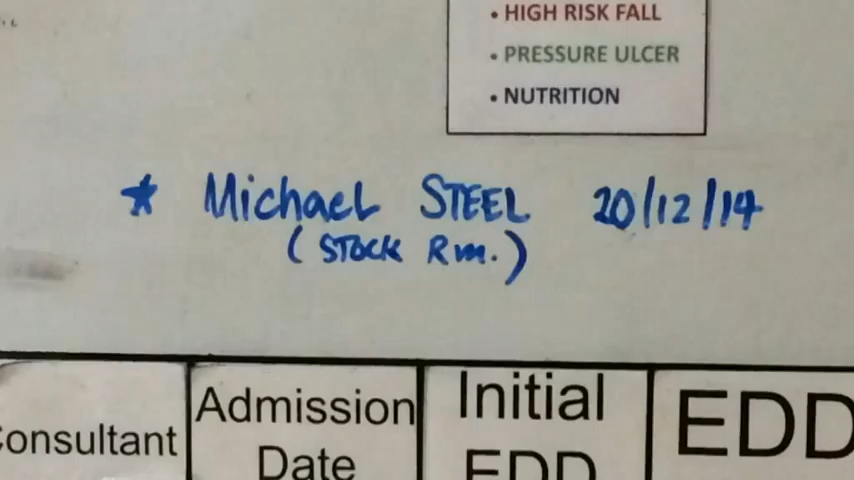 • HIGH RISK FALL
• PRESSURE ULCER
• NUTRITION
* Michael STEEL 20/12/14
(STOCK Rm.)
Consultant
Admission Date
Initial EDD
EDD